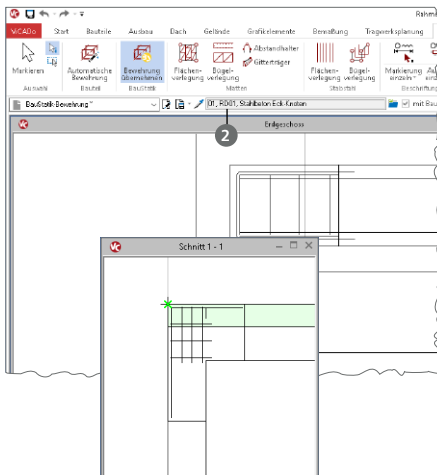 Rahm
ViCADo Start Bauteile Ausbau Dach Gelände Grafikelemente Bemaßung Tragwerksplanung
Markieren
Automatische Bewehrung
Bewehrung übernehmen
Flächen- verlegung
Bügel- verlegung
Abstandhalter
Gitterträger
Flächen- verlegung
Bügel- verlegung
Markierung einzeln
Auswahl Bauteil BauStatik Matten Stabstahl Beschriftun
BauStatik-Bewehrung* 01, RD01, Stahlbeton Eck-Knoten mit Bau
2
Erdgeschoss
Schnitt 1 - 1